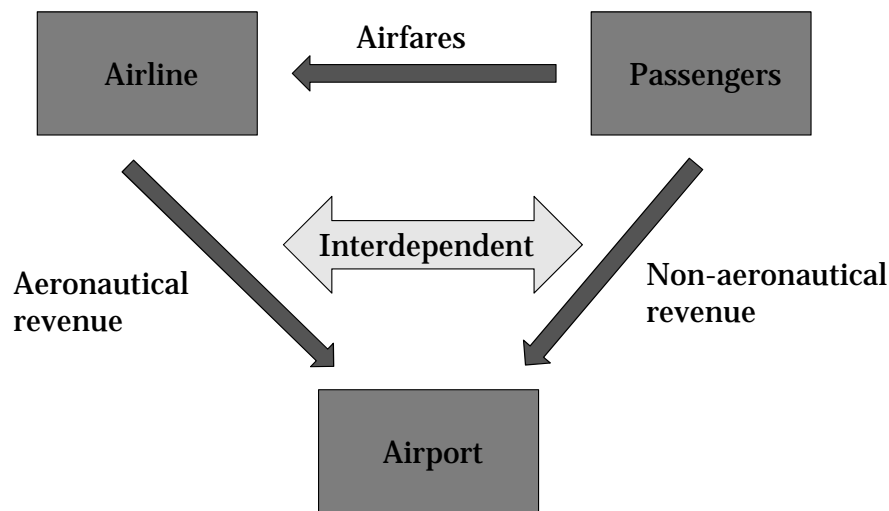 Airfares
Airline
Passengers
Interdependent
Aeronautical
revenue
Non-aeronautical
revenue
Airport